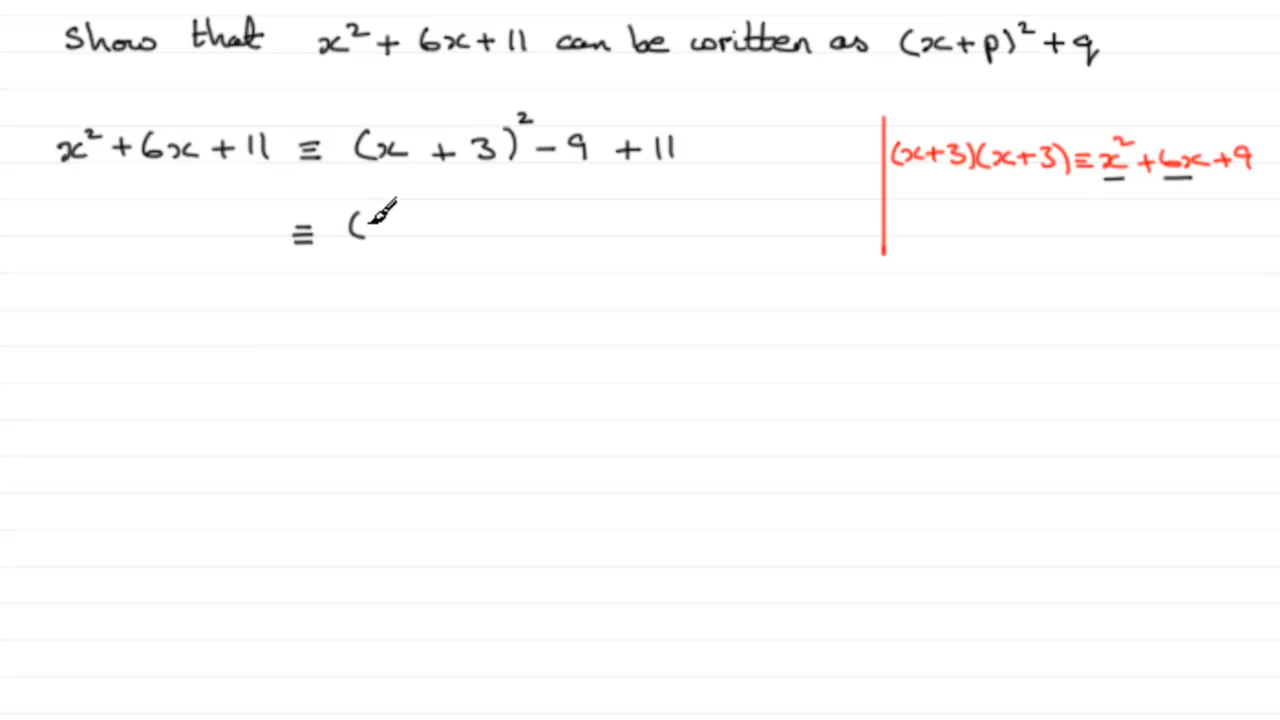 Show that x² + 6x + 11 can be written as (x+p)² + q
x² + 6x + 11 ≡ (x + 3)² - 9 + 11
(x+3)(x+3) ≡ x² + 6x + 9
≡ (